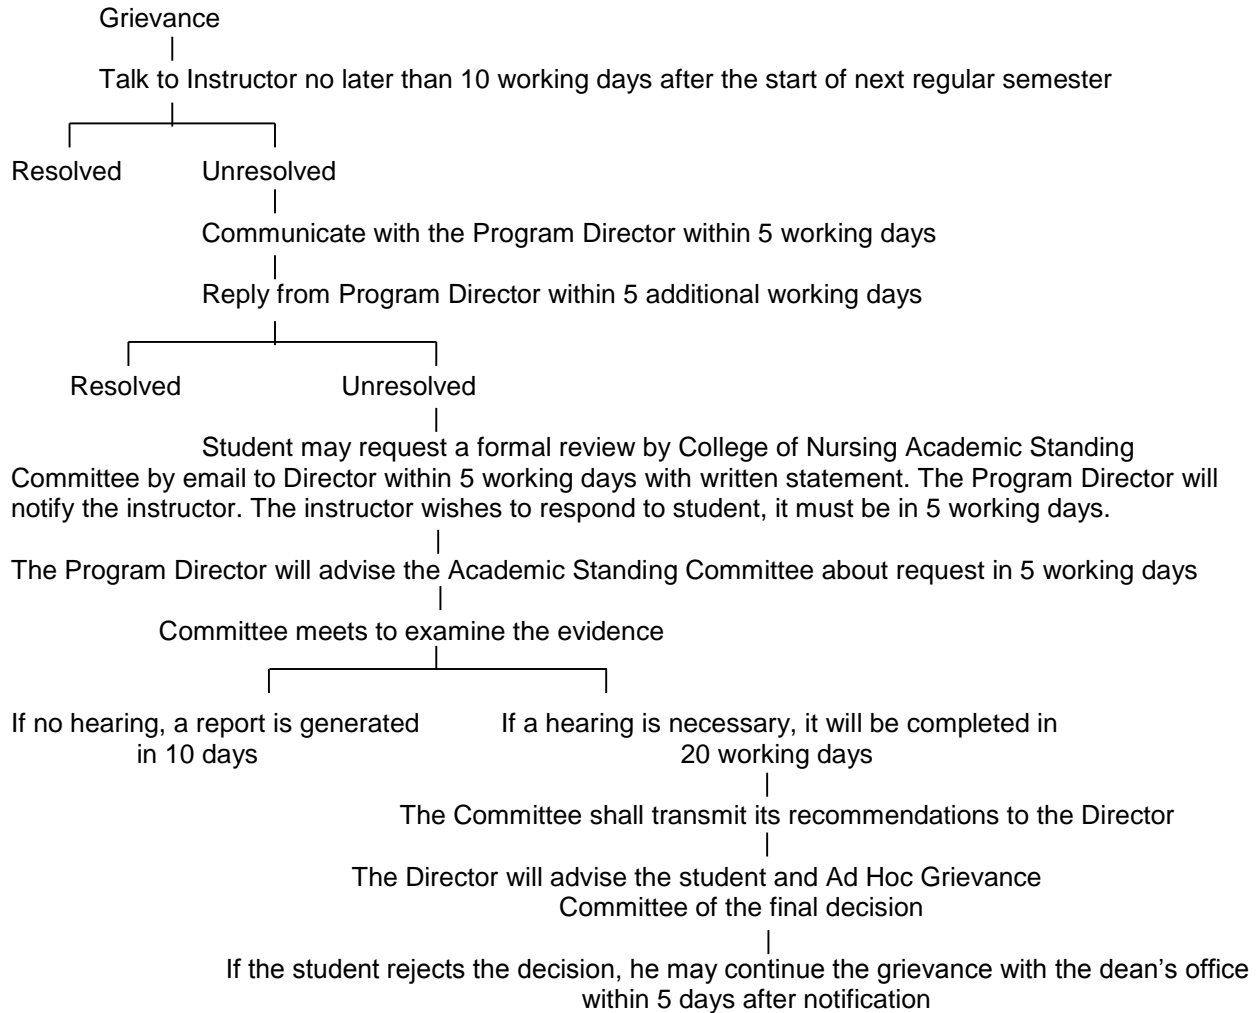 Grievance
Talk to Instructor no later than 10 working days after the start of next regular semester
Resolved
Unresolved
Communicate with the Program Director within 5 working days
Reply from Program Director within 5 additional working days
Resolved
Unresolved
Student may request a formal review by College of Nursing Academic Standing
Committee by email to Director within 5 working days with written statement. The Program Director will
notify the instructor. The instructor wishes to respond to student, it must be in 5 working days.
The Program Director will advise the Academic Standing Committee about request in 5 working days
Committee meets to examine the evidence
If no hearing, a report is generated
in 10 days
If a hearing is necessary, it will be completed in
20 working days
The Committee shall transmit its recommendations to the Director
The Director will advise the student and Ad Hoc Grievance
Committee of the final decision
If the student rejects the decision, he may continue the grievance with the dean’s office
within 5 days after notification